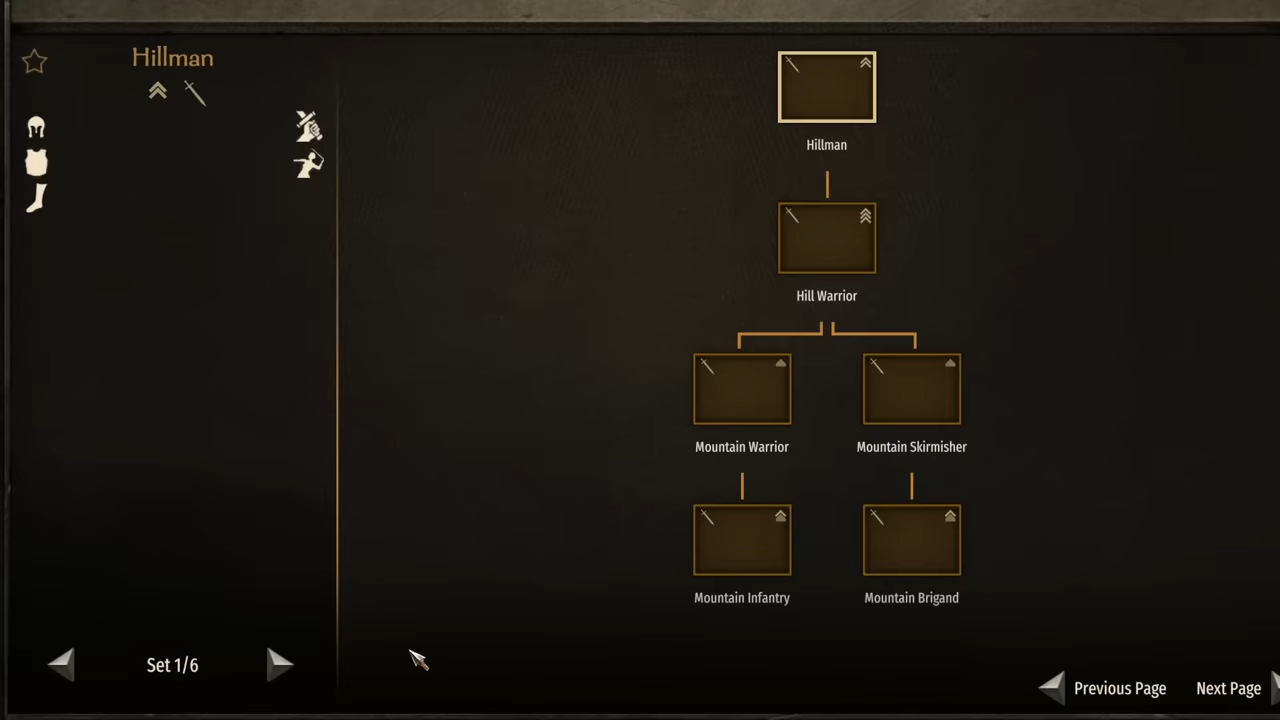 Hillman
Hillman
Hill Warrior
Mountain Warrior
Mountain Skirmisher
Mountain Infantry
Mountain Brigand
Set 1/6
Previous Page
Next Page